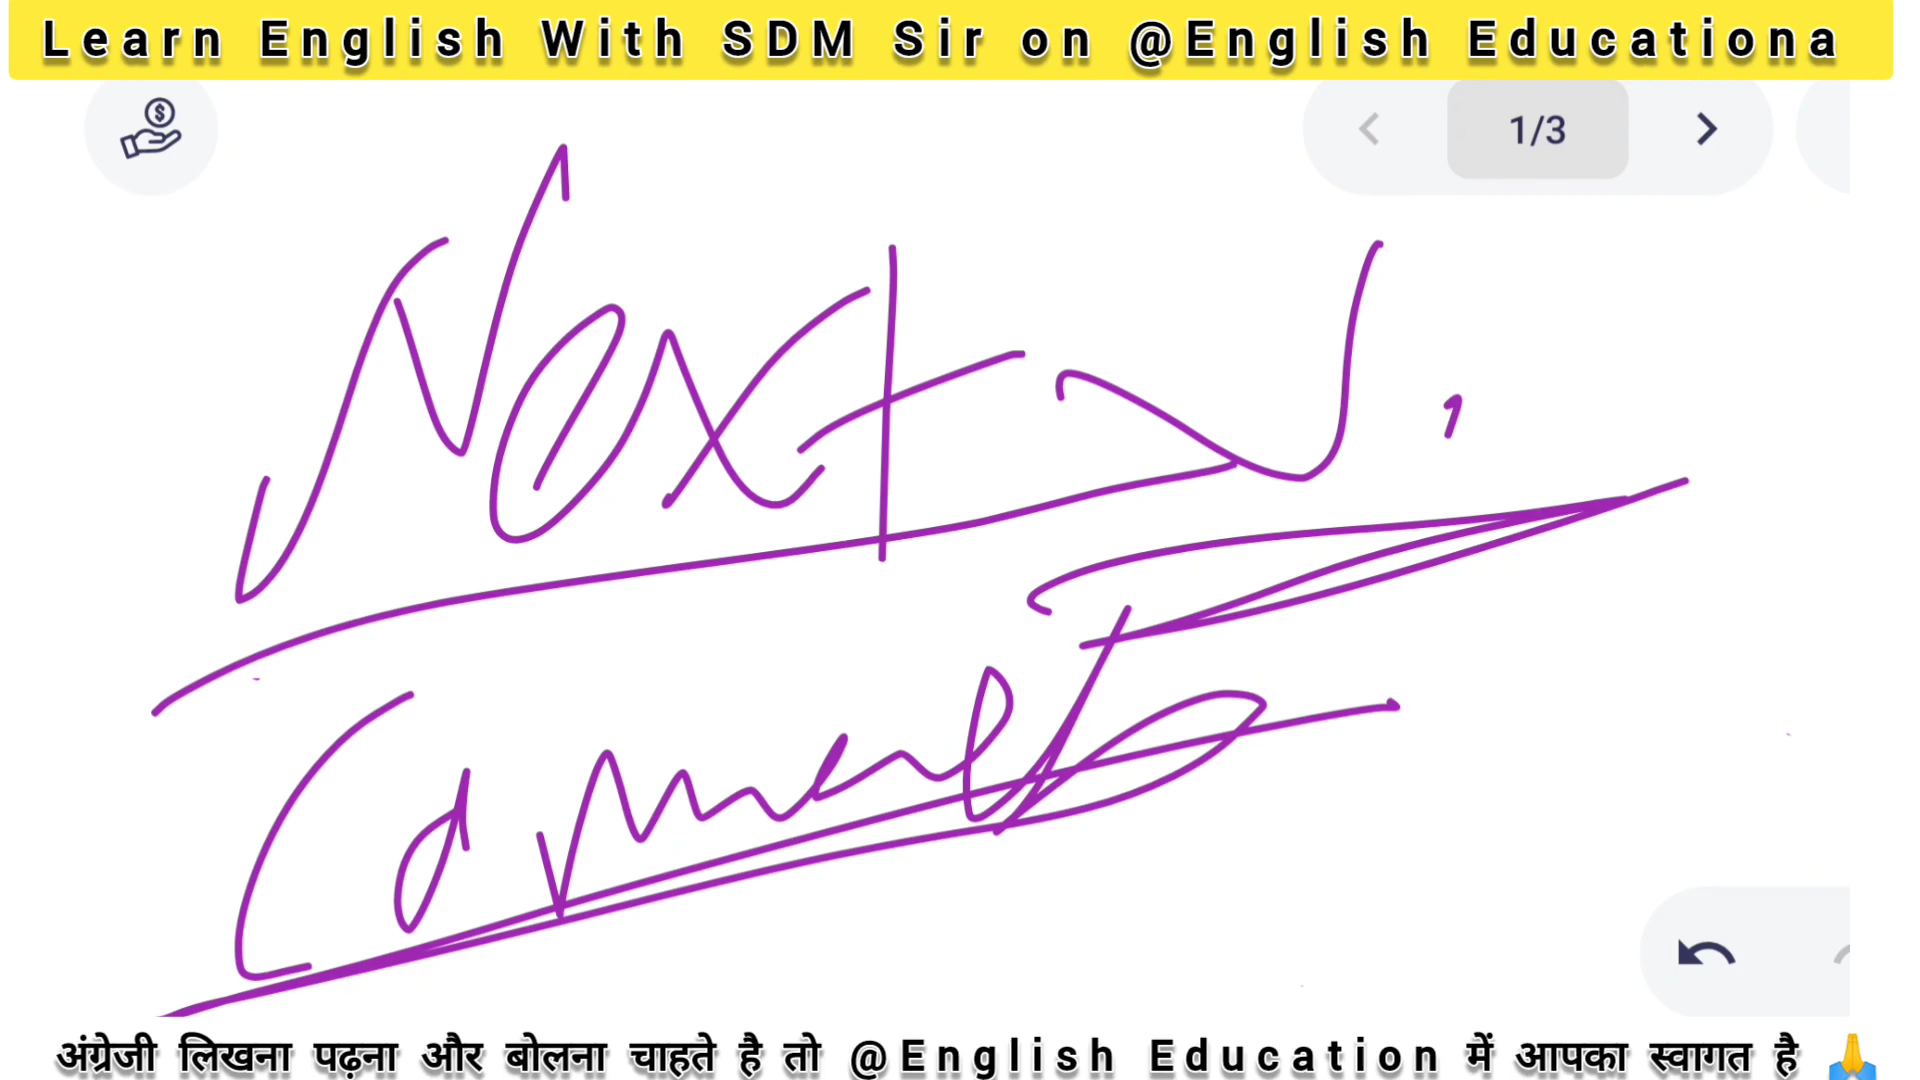 Learn English With SDM Sir on @English Educationa
1/3
Next
अंग्रेजी लिखना पढ़ना और बोलना चाहते है तो @English Education में आपका स्वागत है 🙏